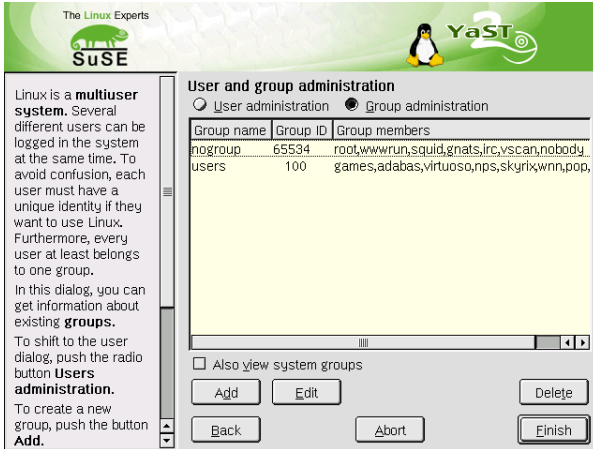 The Linux Experts
SuSE
YaST
2
Linux is a multiuser
system. Several
different users can be
logged in the system
at the same time. To
avoid confusion, each
user must have a
unique identity if they
want to use Linux.
Furthermore, every
user at least belongs
to one group.
In this dialog, you can
get information about
existing groups.
To shift to the user
dialog, push the radio
button Users
administration.
To create a new
group, push the button
Add.
User and group administration
User administration Group administration
Group name Group ID Group members
nogroup 65534 root,wwwrun,squid,gnats,irc,vscan,nobody
users 100 games,adabas,virtuoso,nps,skyrix,wnn,pop,
Also view system groups
Add Edit Delete
Back Abort Finish